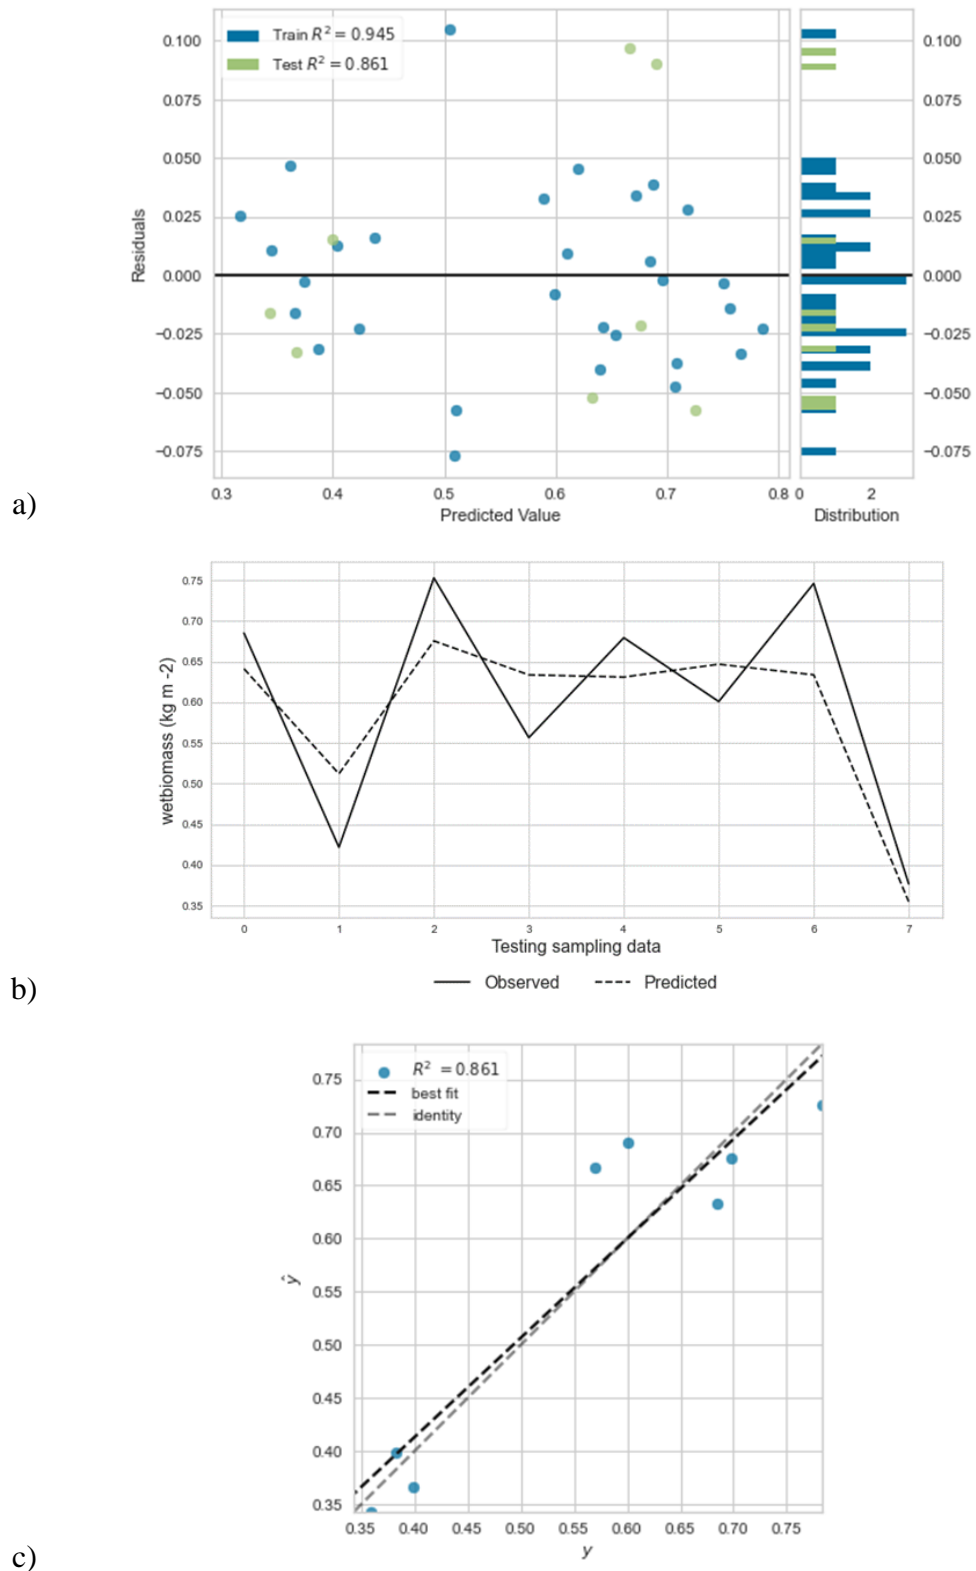 Train R² = 0.945
Test R² = 0.861
0.100
0.075
0.050
0.025
0.000
−0.025
−0.050
−0.075
Residuals
0.3 0.4 0.5 0.6 0.7 0.8
Predicted Value
0.100
0.075
0.050
0.025
0.000
−0.025
−0.050
−0.075
0 2
Distribution
a)
0.75
0.70
0.65
0.60
0.55
0.50
0.45
0.40
0.35
wetbiomass (kg m -2)
0 1 2 3 4 5 6 7
Testing sampling data
Observed Predicted
b)
R² = 0.861
best fit
identity
0.75
0.70
0.65
0.60
0.55
0.50
0.45
0.40
0.35
ŷ
0.35 0.40 0.45 0.50 0.55 0.60 0.65 0.70 0.75
y
c)